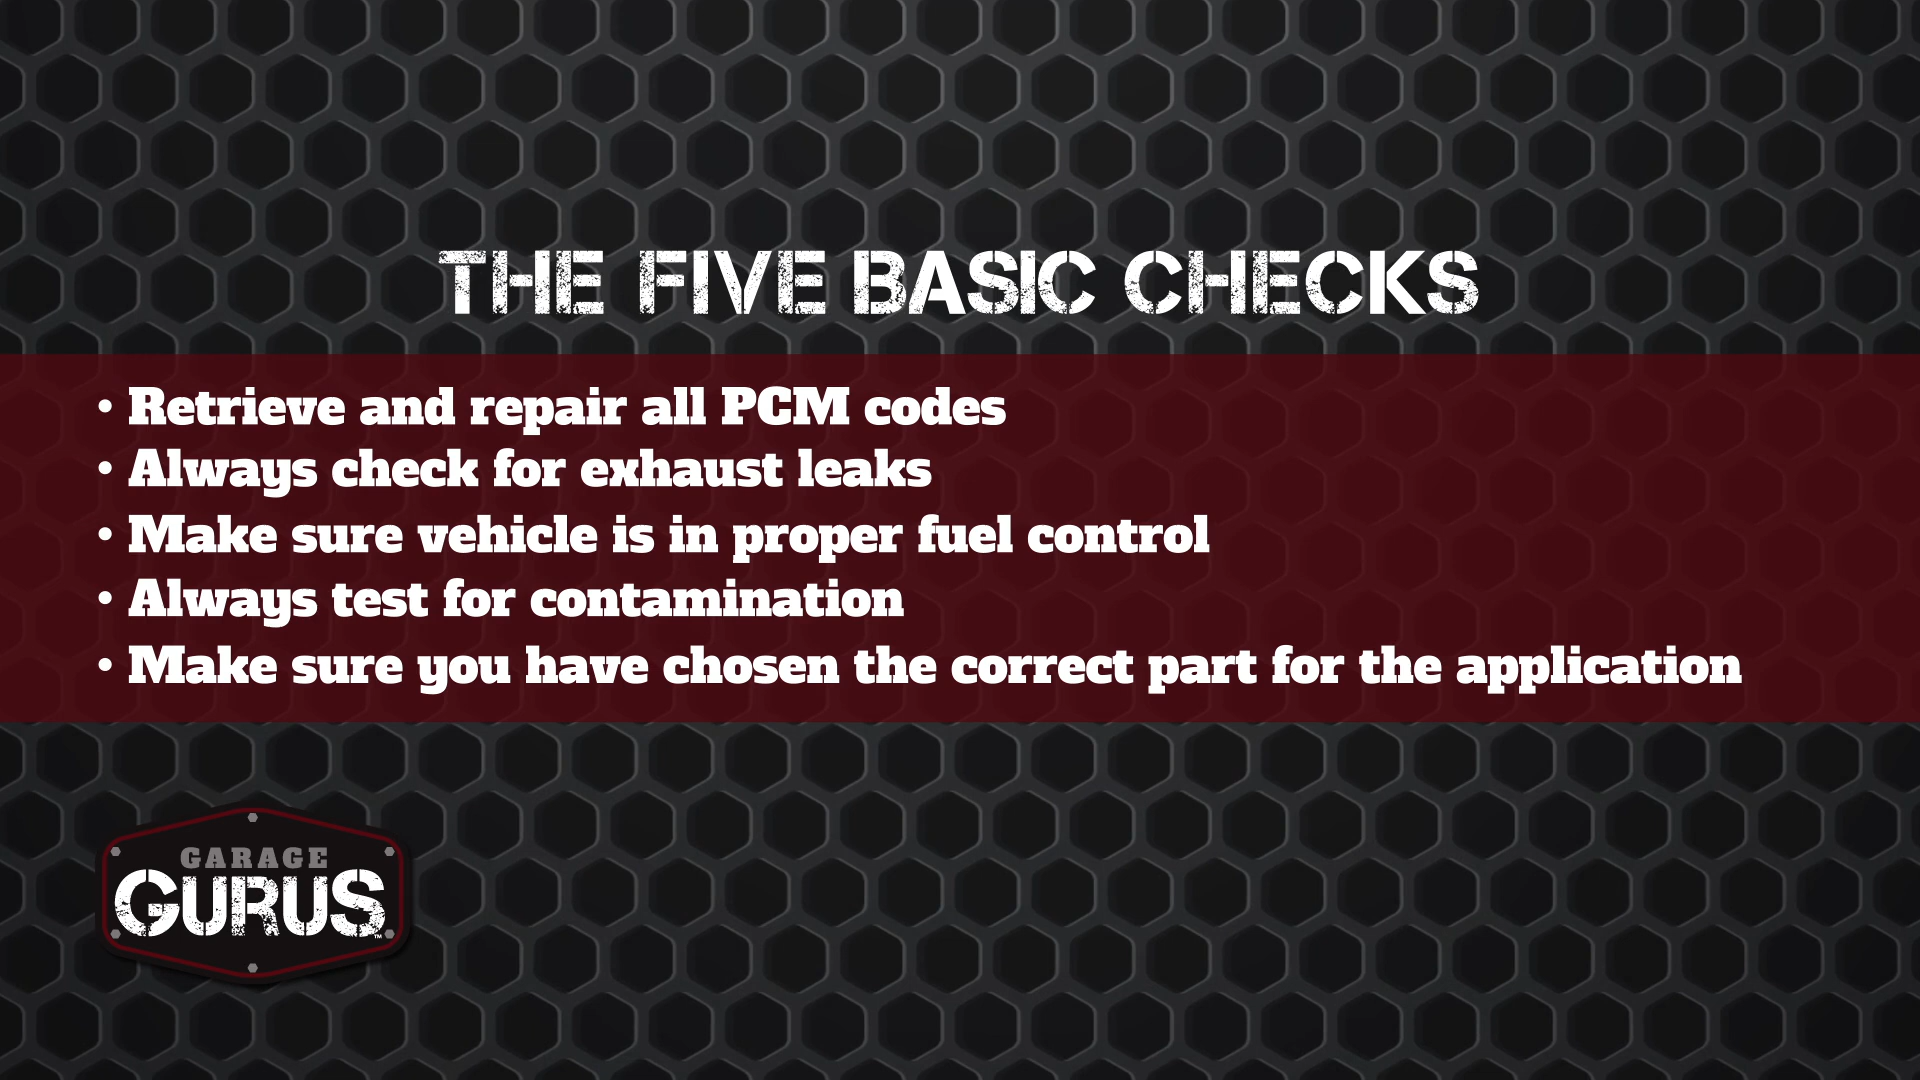 THE FIVE BASIC CHECKS
• Retrieve and repair all PCM codes
• Always check for exhaust leaks
• Make sure vehicle is in proper fuel control
• Always test for contamination
• Make sure you have chosen the correct part for the application
GARAGE
GURUS™